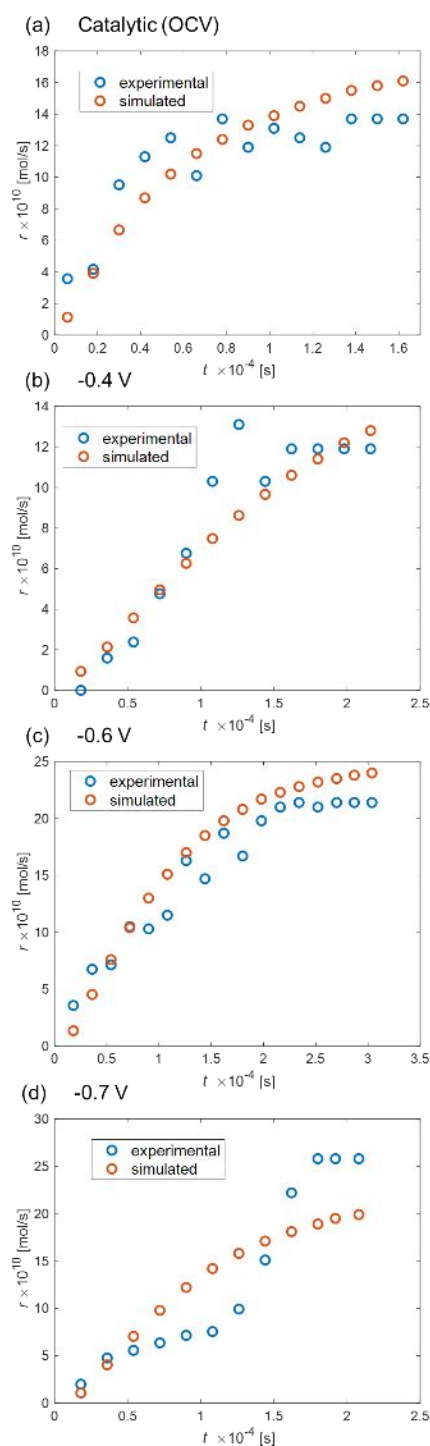 (a) Catalytic (OCV)
18
16
14
12
10
8
6
4
2
0
experimental
simulated
r ×10^10 [mol/s]
0 0.2 0.4 0.6 0.8 1 1.2 1.4 1.6
t ×10^-4 [s]
(b) -0.4 V
14
12
10
8
6
4
2
0
experimental
simulated
r ×10^10 [mol/s]
0 0.5 1 1.5 2 2.5
t ×10^-4 [s]
(c) -0.6 V
25
20
15
10
5
0
experimental
simulated
r ×10^10 [mol/s]
0 0.5 1 1.5 2 2.5 3 3.5
t ×10^-4 [s]
(d) -0.7 V
30
25
20
15
10
5
0
experimental
simulated
r ×10^10 [mol/s]
0 0.5 1 1.5 2 2.5
t ×10^-4 [s]